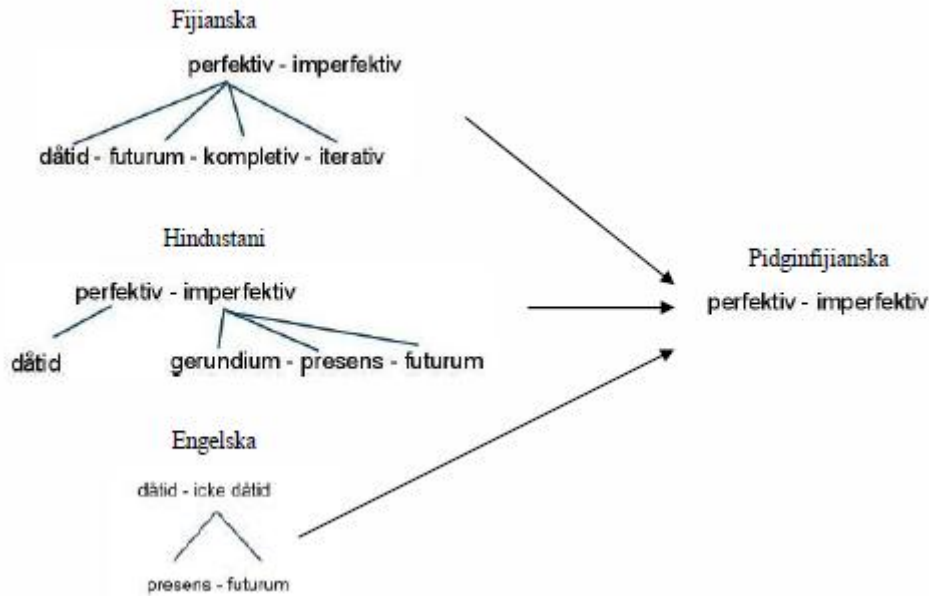 Fijianska
perfektiv - imperfektiv
dåtid - futurum - kompletiv - iterativ
Hindustani
perfektiv - imperfektiv
dåtid
gerundium - presens - futurum
Engelska
dåtid - icke dåtid
presens - futurum
Pidginfijianska
perfektiv - imperfektiv